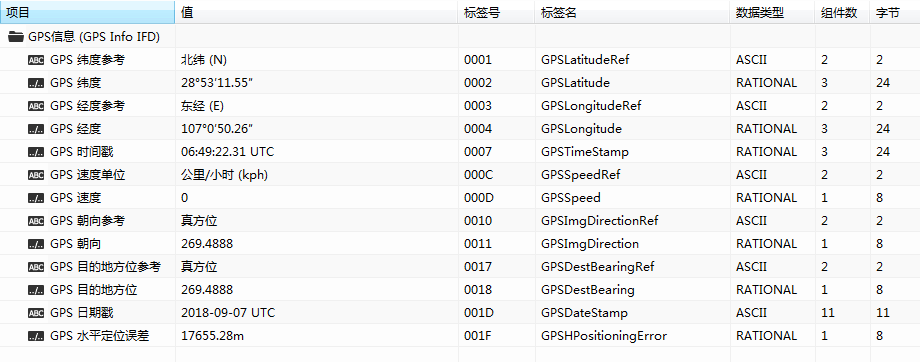 项目 值 标签号 标签名 数据类型 组件数 字节
GPS信息 (GPS Info IFD)
ABC GPS 纬度参考 北纬 (N) 0001 GPSLatitudeRef ASCII 2 2
../.. GPS 纬度 28°53'11.55" 0002 GPSLatitude RATIONAL 3 24
ABC GPS 经度参考 东经 (E) 0003 GPSLongitudeRef ASCII 2 2
../.. GPS 经度 107°0'50.26" 0004 GPSLongitude RATIONAL 3 24
../.. GPS 时间戳 06:49:22.31 UTC 0007 GPSTimeStamp RATIONAL 3 24
ABC GPS 速度单位 公里/小时 (kph) 000C GPSSpeedRef ASCII 2 2
../.. GPS 速度 0 000D GPSSpeed RATIONAL 1 8
ABC GPS 朝向参考 真方位 0010 GPSImgDirectionRef ASCII 2 2
../.. GPS 朝向 269.4888 0011 GPSImgDirection RATIONAL 1 8
ABC GPS 目的地方位参考 真方位 0017 GPSDestBearingRef ASCII 2 2
../.. GPS 目的地方位 269.4888 0018 GPSDestBearing RATIONAL 1 8
ABC GPS 日期戳 2018-09-07 UTC 001D GPSDateStamp ASCII 11 11
../.. GPS 水平定位误差 17655.28m 001F GPSHPositioningError RATIONAL 1 8